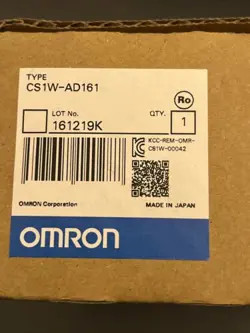 TYPE
CS1W-AD161
Ro
LOT No.
161219K
QTY.
1
KCC-REM-OMR-
CS1W-00042
OMRON Corporation
MADE IN JAPAN
OMRON